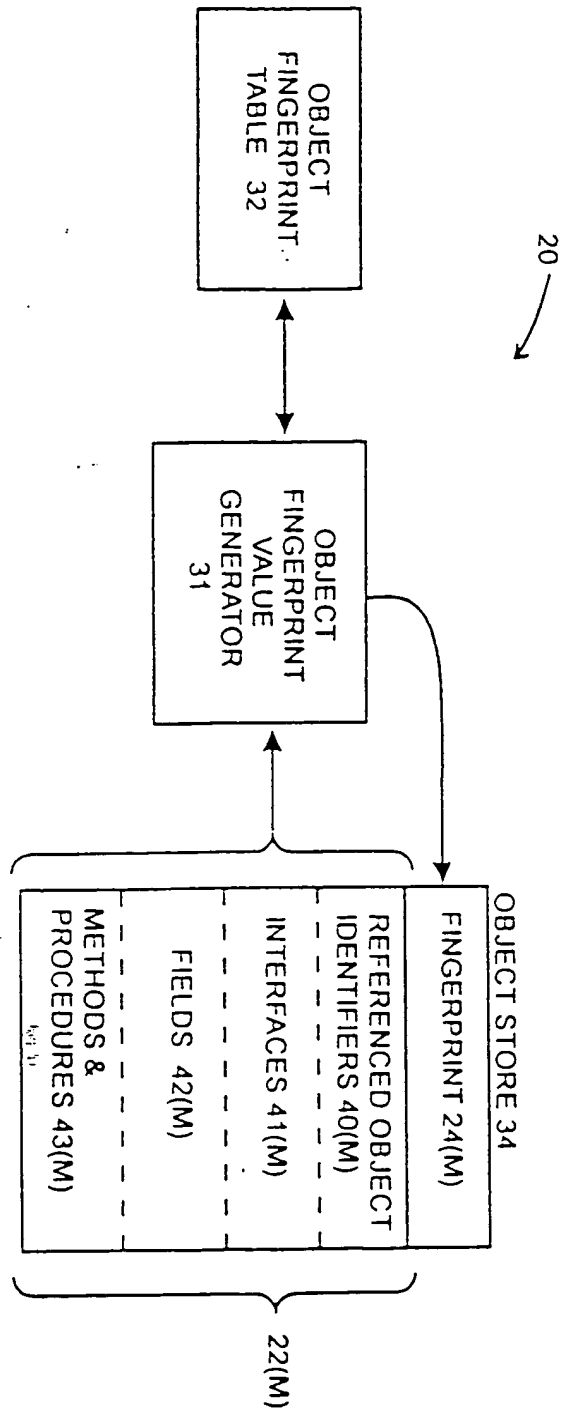 20
OBJECT
FINGERPRINT
TABLE 32
OBJECT
FINGERPRINT
VALUE
GENERATOR
31
OBJECT STORE 34
FINGERPRINT 24(M)
REFERENCED OBJECT
IDENTIFIERS 40(M)
INTERFACES 41(M)
FIELDS 42(M)
METHODS &
PROCEDURES 43(M)
22(M)